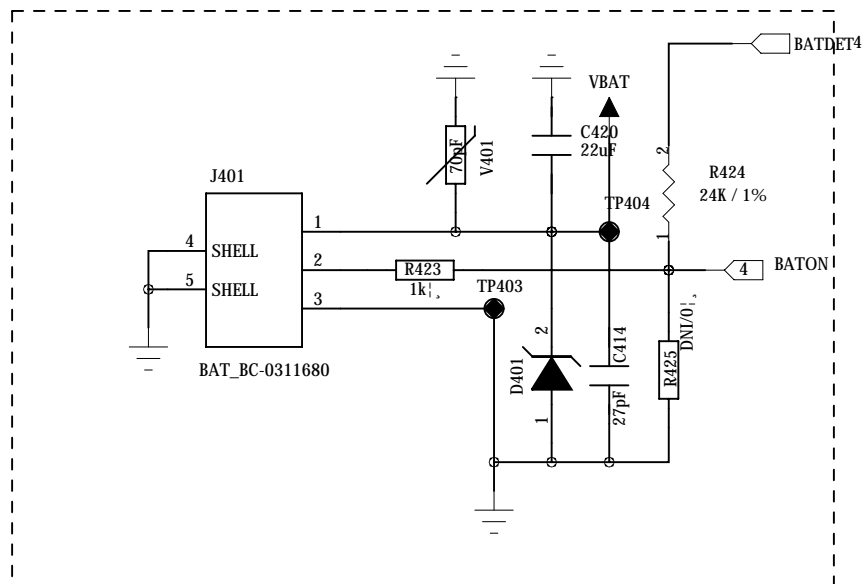 BATDET4
VBAT
C420
22uF
70pF
V401
2
R424
24K / 1%
J401
TP404
1
4
SHELL
1
2
R423
4
BATON
5
SHELL
1k¦¸
TP403
3
DNI/0¦¸
2
C414
D401
R425
BAT_BC-0311680
1
27pF